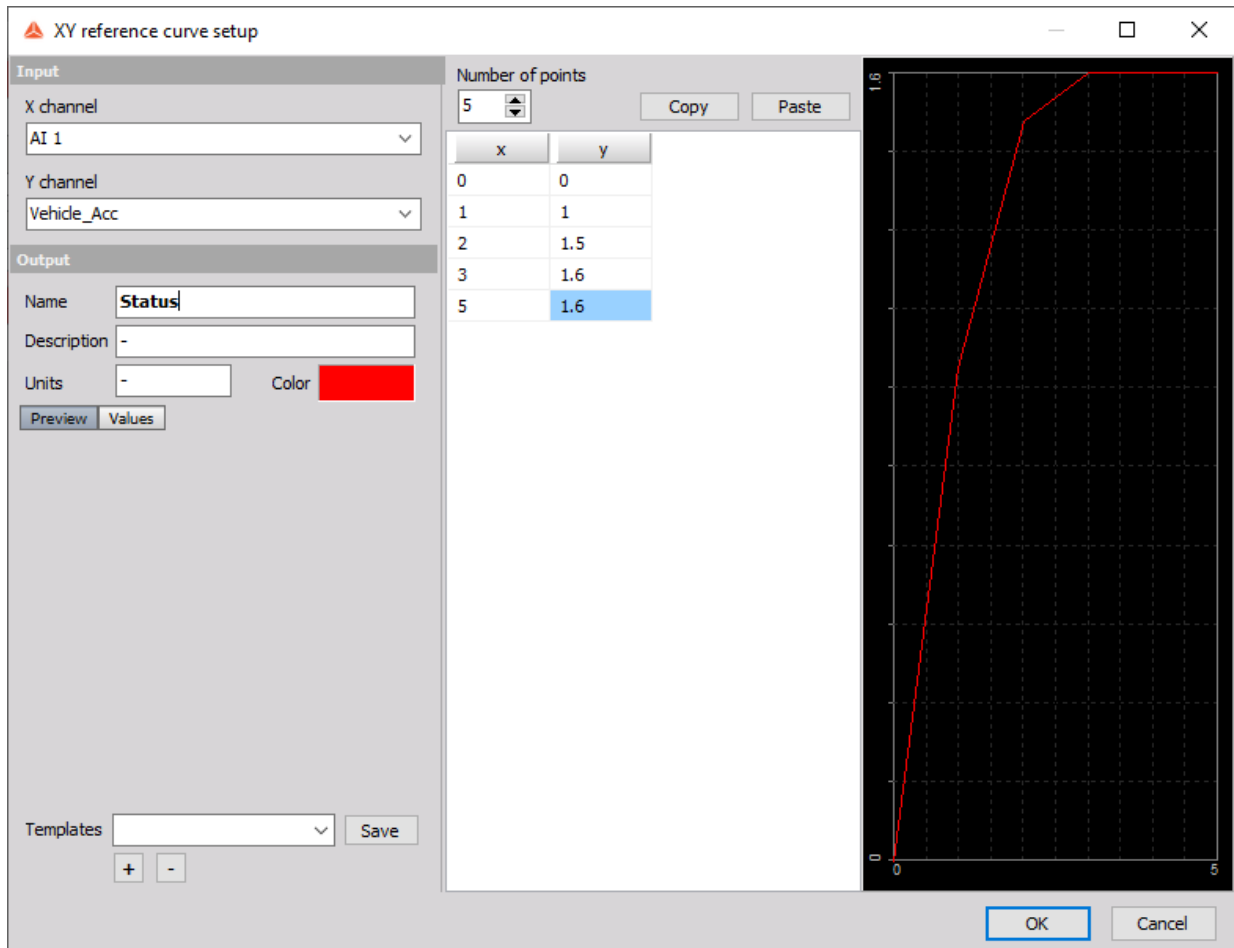 XY reference curve setup
Input
X channel
AI 1
Y channel
Vehicle_Acc
Output
Name Status
Description -
Units - Color
Preview Values
Templates Save
+ -
Number of points
5 Copy Paste
x y
0 0
1 1
2 1.5
3 1.6
5 1.6
1.6
0
0 5
OK Cancel